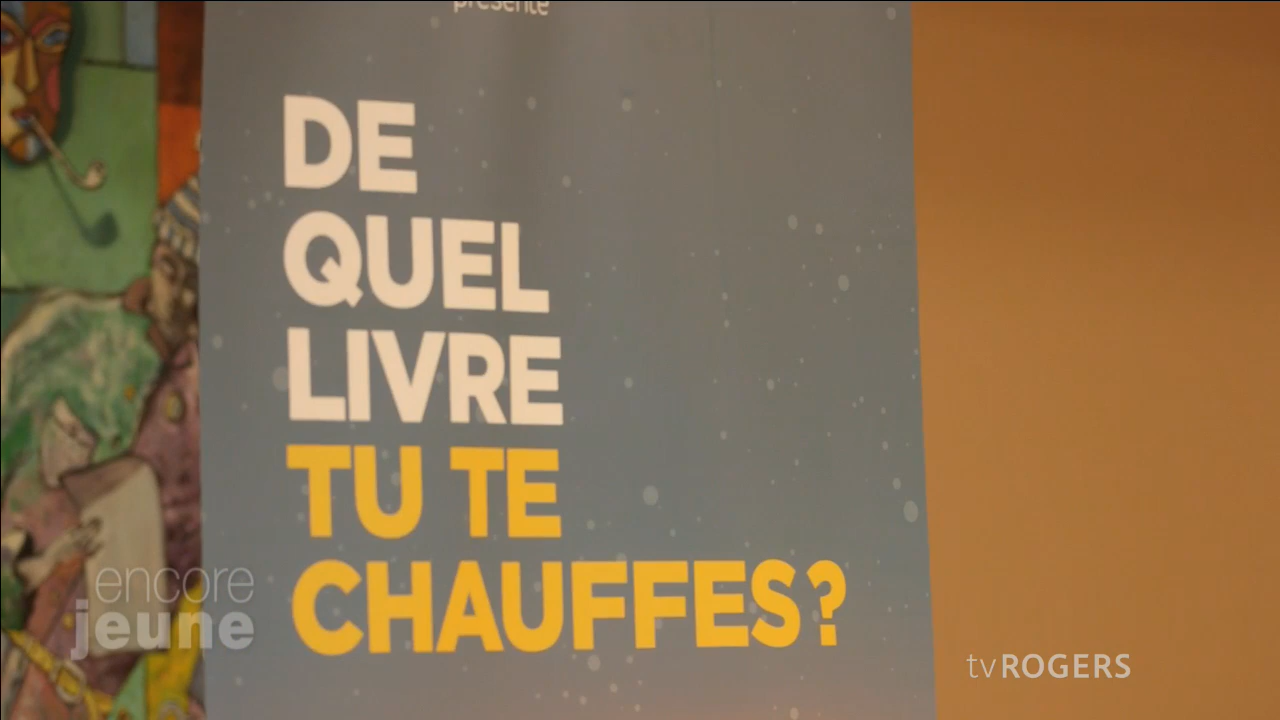 présente
DE
QUEL
LIVRE
TU TE
CHAUFFES?
encore
jeune
tvROGERS